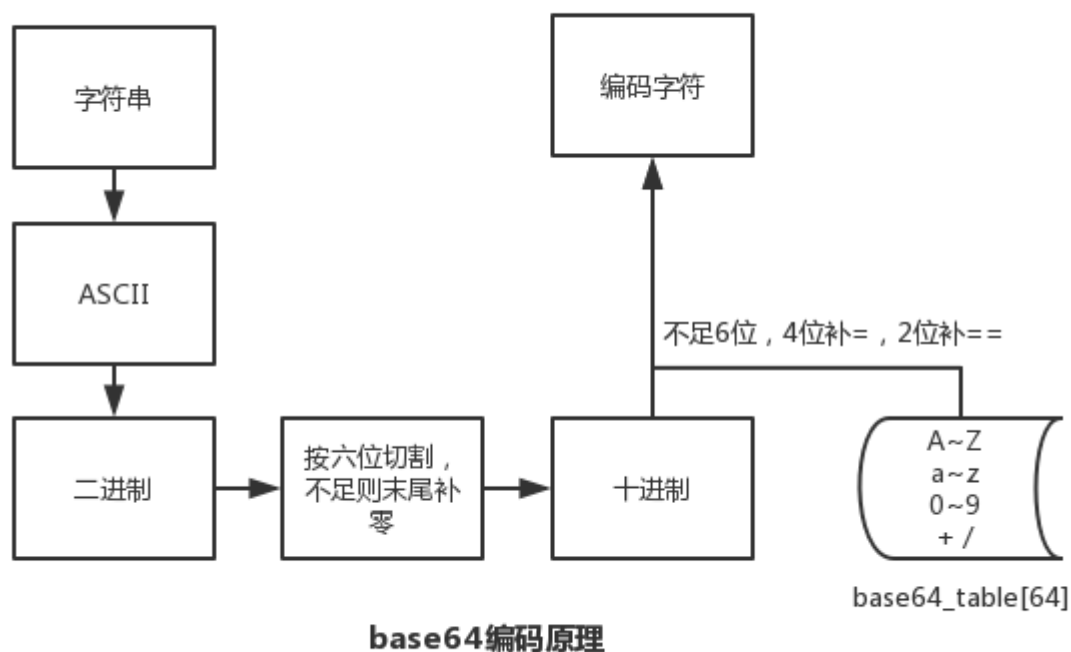 字符串
ASCII
二进制
按六位切割，
不足则末尾补
零
十进制
编码字符
不足6位，4位补=，2位补==
A~Z
a~z
0~9
+ /
base64_table[64]
base64编码原理